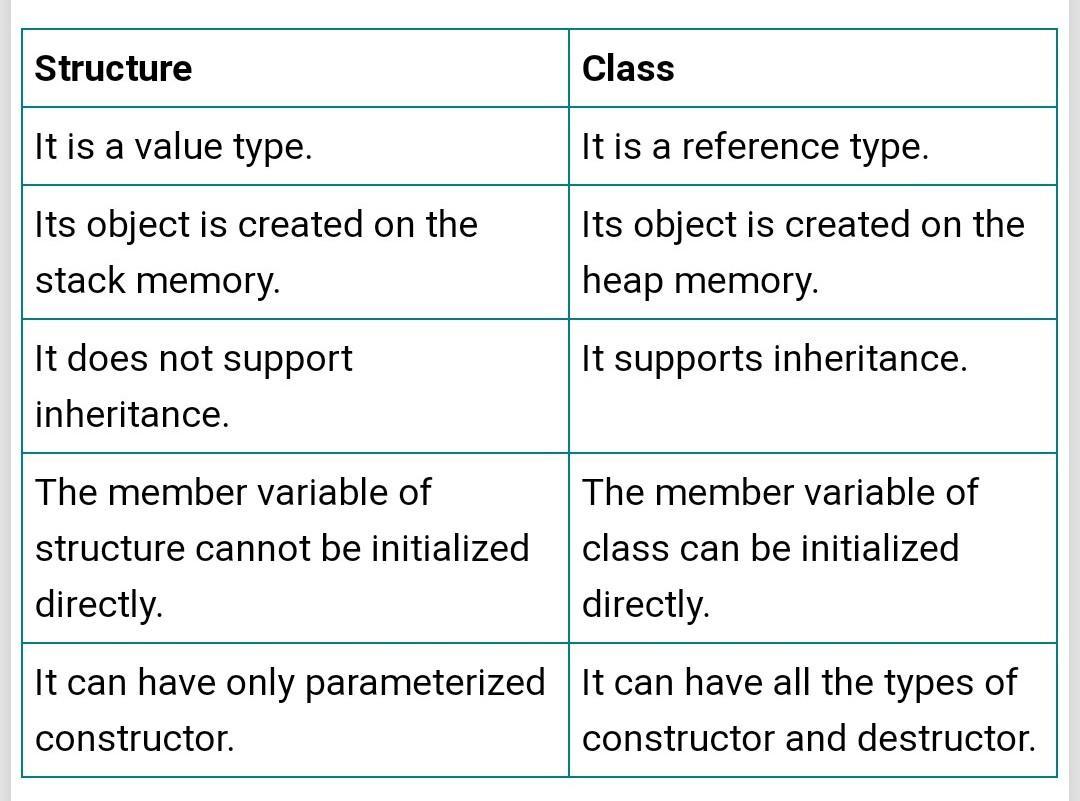 Structure
Class
It is a value type.
It is a reference type.
Its object is created on the
stack memory.
Its object is created on the
heap memory.
It does not support
inheritance.
It supports inheritance.
The member variable of
structure cannot be initialized
directly.
The member variable of
class can be initialized
directly.
It can have only parameterized
constructor.
It can have all the types of
constructor and destructor.